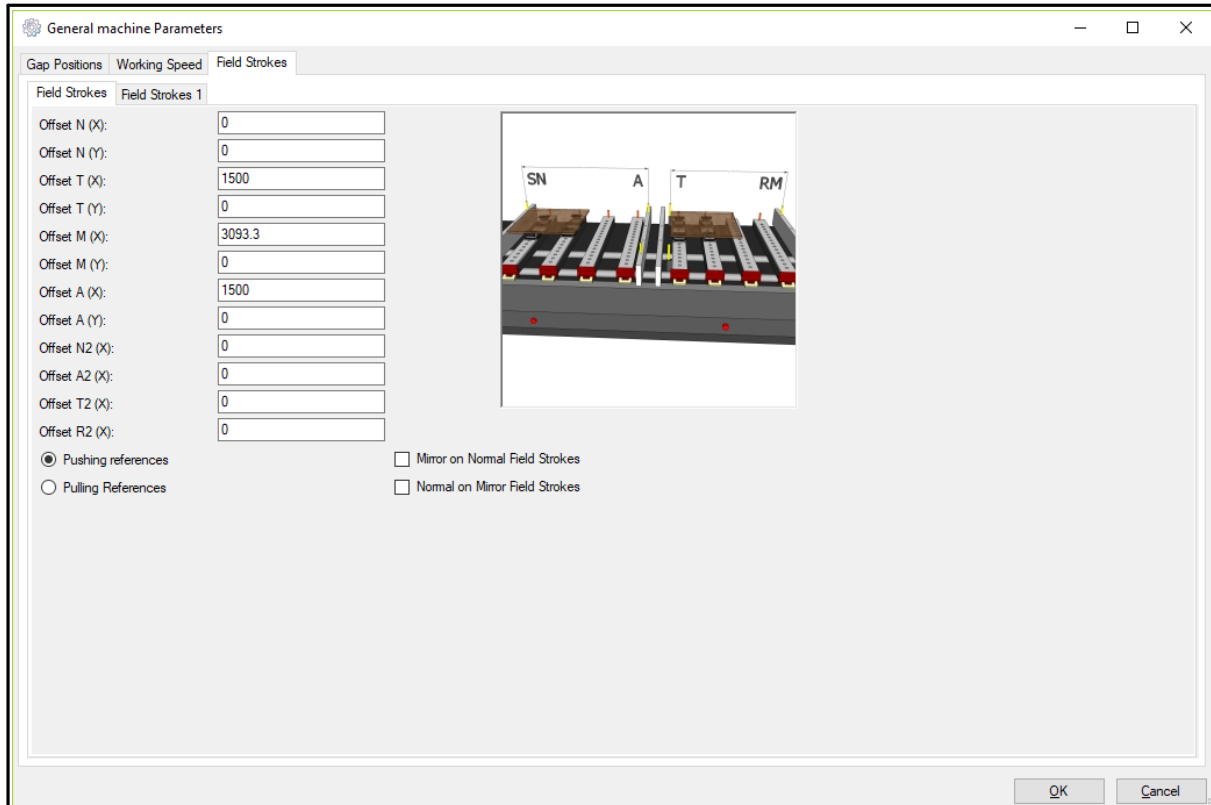 General machine Parameters
Gap Positions Working Speed Field Strokes
Field Strokes Field Strokes 1
Offset N (X): 0
Offset N (Y): 0
Offset T (X): 1500
Offset T (Y): 0
Offset M (X): 3093.3
Offset M (Y): 0
Offset A (X): 1500
Offset A (Y): 0
Offset N2 (X): 0
Offset A2 (X): 0
Offset T2 (X): 0
Offset R2 (X): 0
SN A T RM
Pushing references Mirror on Normal Field Strokes
Pulling References Normal on Mirror Field Strokes
OK Cancel